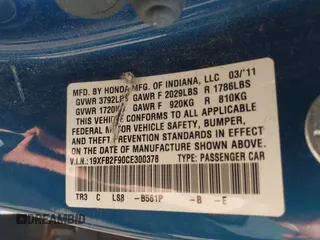 MFD. BY HONDA MFG. OF INDIANA, LLC 03/'11
GVWR 3792LBS GAWR F 2029LBS R 1786LBS
GVWR 1720KG GAWR F 920KG R 810KG
THIS VEHICLE CONFORMS TO ALL APPLICABLE
FEDERAL MOTOR VEHICLE SAFETY, BUMPER,
AND THEFT PREVENTION STANDARDS IN EFFECT
ON THE DATE OF MANUFACTURE SHOWN ABOVE.
V.I.N.: 19XFB2F90CE300378 TYPE: PASSENGER CAR
TR3 C LS8 -B561P -B -E
DREAMBID